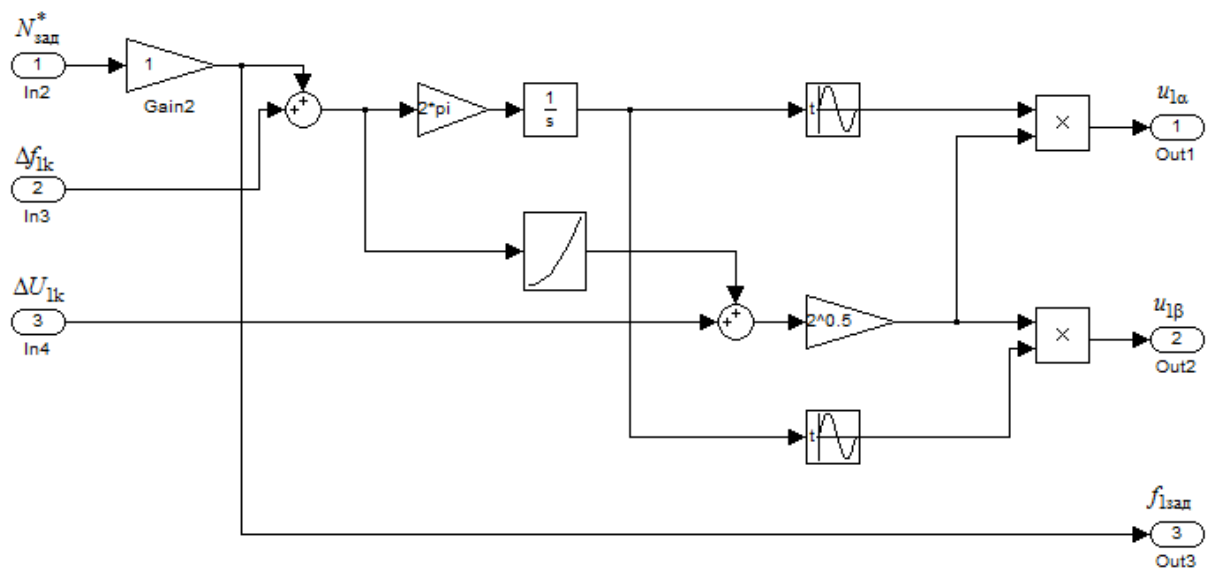 N*зад
1
In2
1
Gain2
Δf1k
2
In3
ΔU1k
3
In4
+
+
2*pi
1
s
+
+
2^0.5
t
t
×
×
u1α
1
Out1
u1β
2
Out2
f1зад
3
Out3